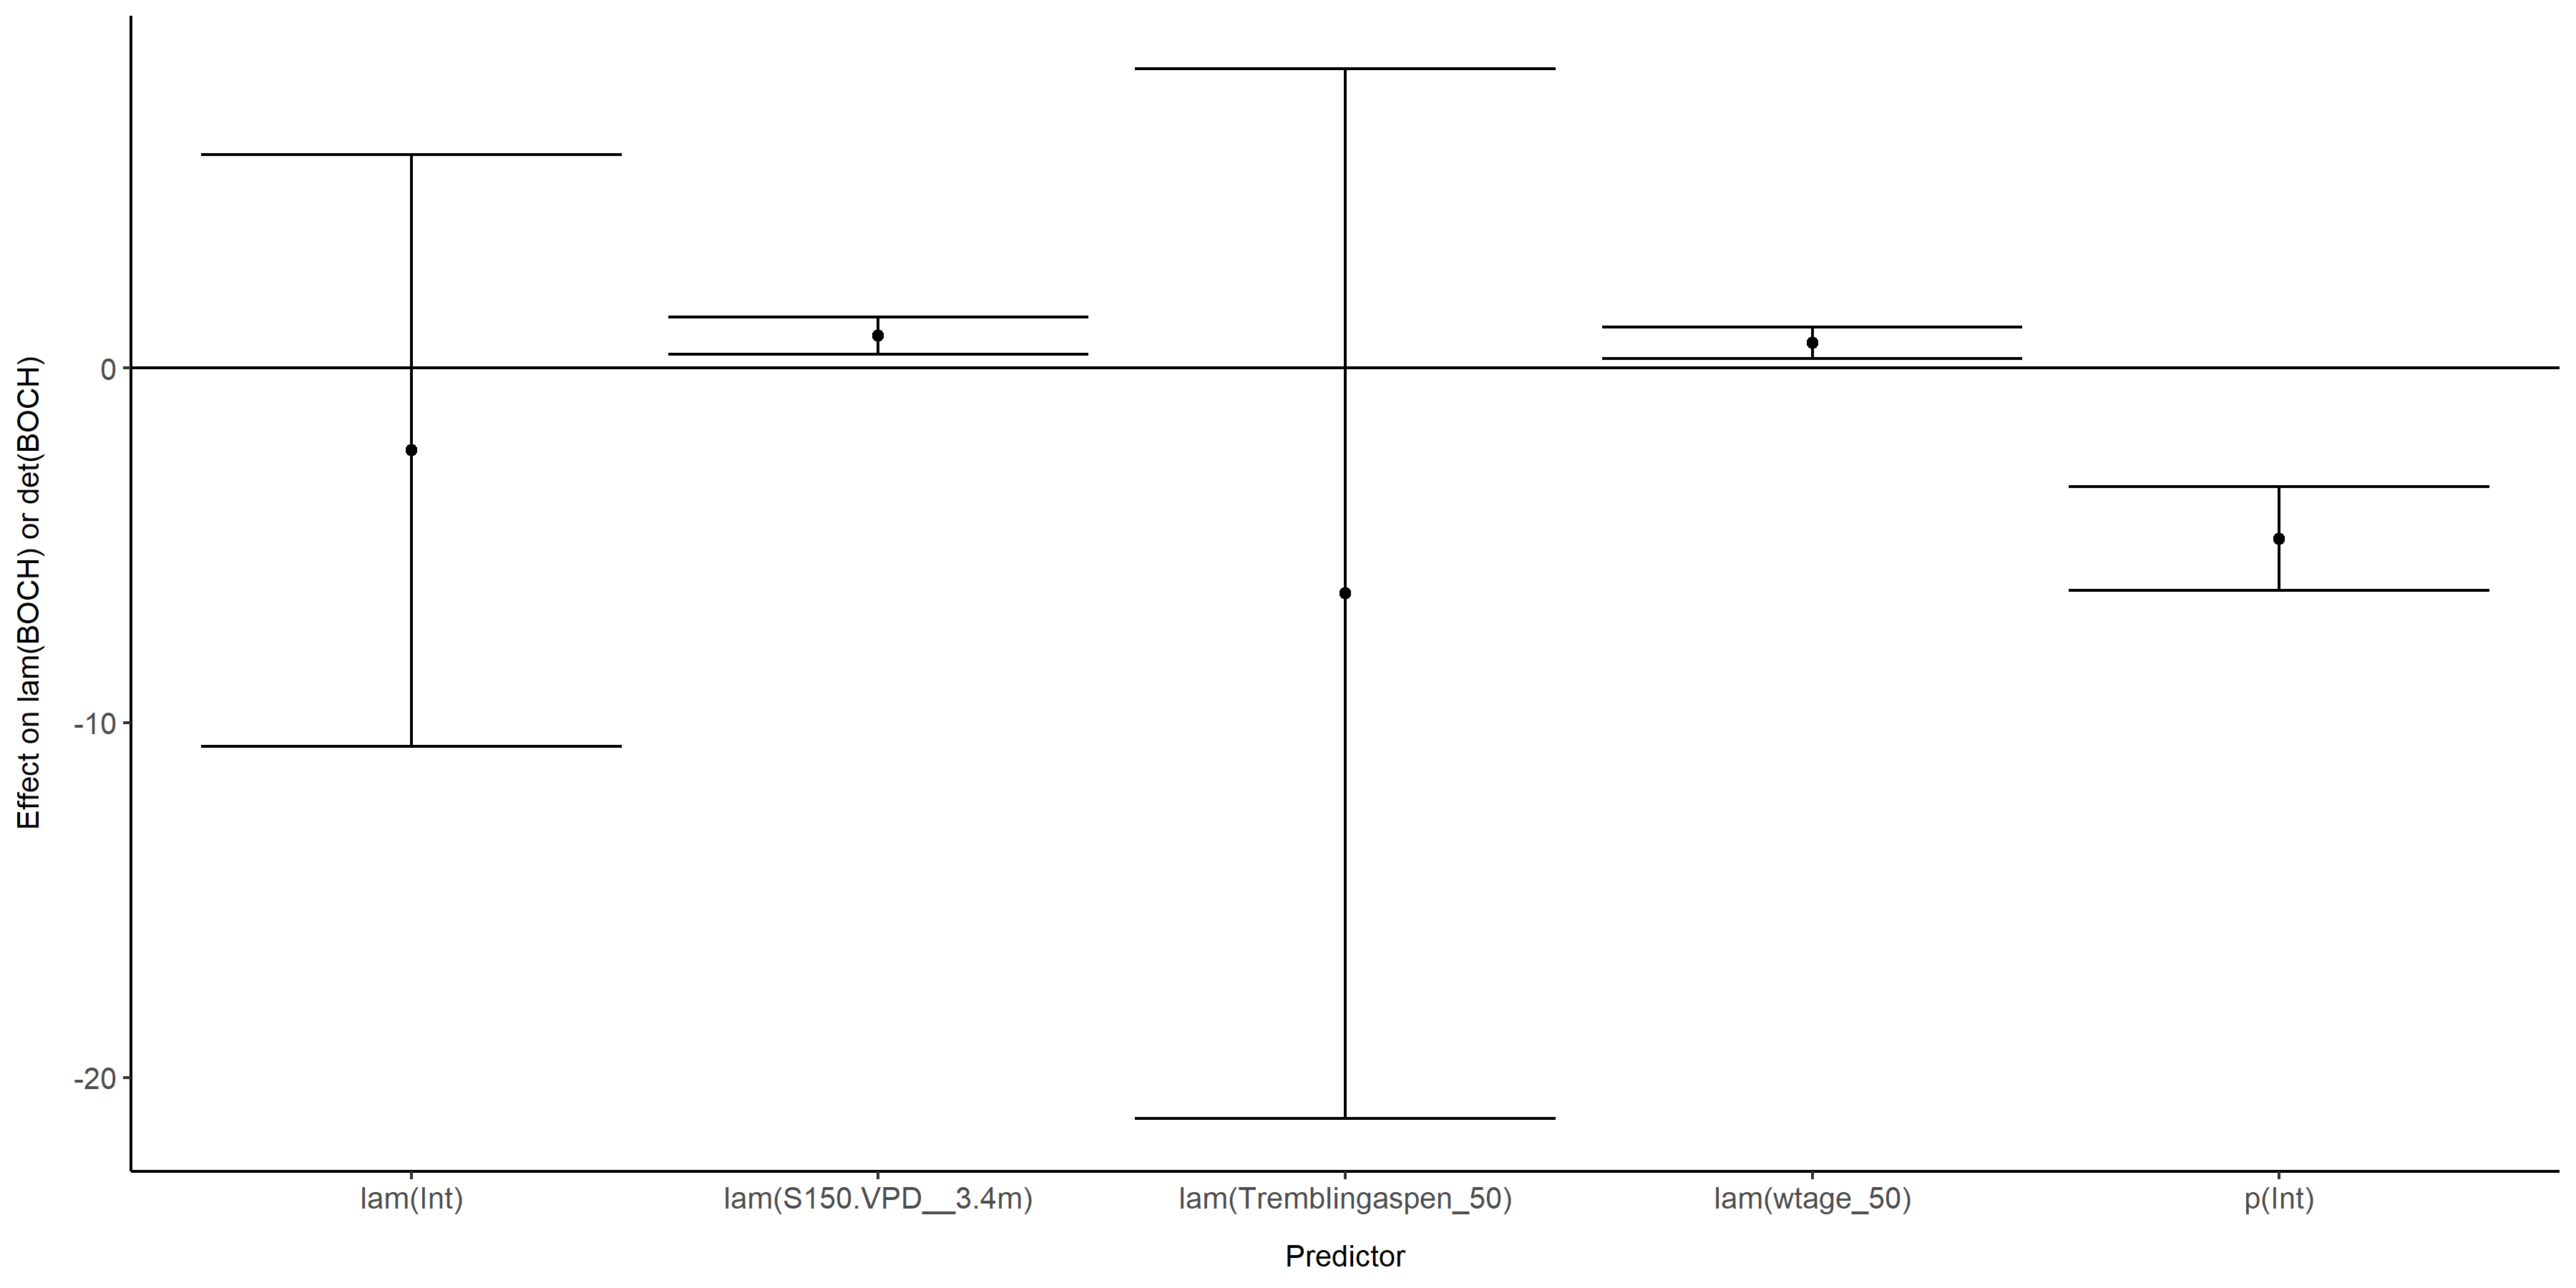 Effect on lam(BOCH) or det(BOCH)
0
-10
-20
lam(Int)
lam(S150.VPD__3.4m)
lam(Tremblingaspen_50)
lam(wtage_50)
p(Int)
Predictor